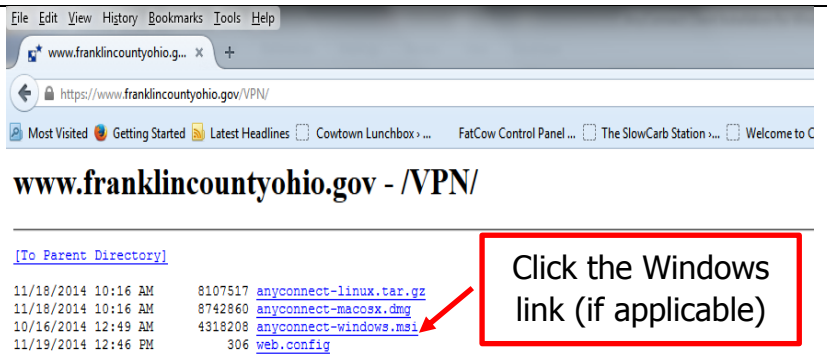 File Edit View History Bookmarks Tools Help
www.franklincountyohio.g... × +
https://www.franklincountyohio.gov/VPN/
Most Visited Getting Started Latest Headlines Cowtown Lunchbox › ... FatCow Control Panel ... The SlowCarb Station ›... Welcome to C
www.franklincountyohio.gov - /VPN/
[To Parent Directory]
11/18/2014 10:16 AM 8107517 anyconnect-linux.tar.gz
11/18/2014 10:16 AM 8742860 anyconnect-macosx.dmg
10/16/2014 12:49 AM 4318208 anyconnect-windows.msi
11/19/2014 12:46 PM 306 web.config
Click the Windows
link (if applicable)